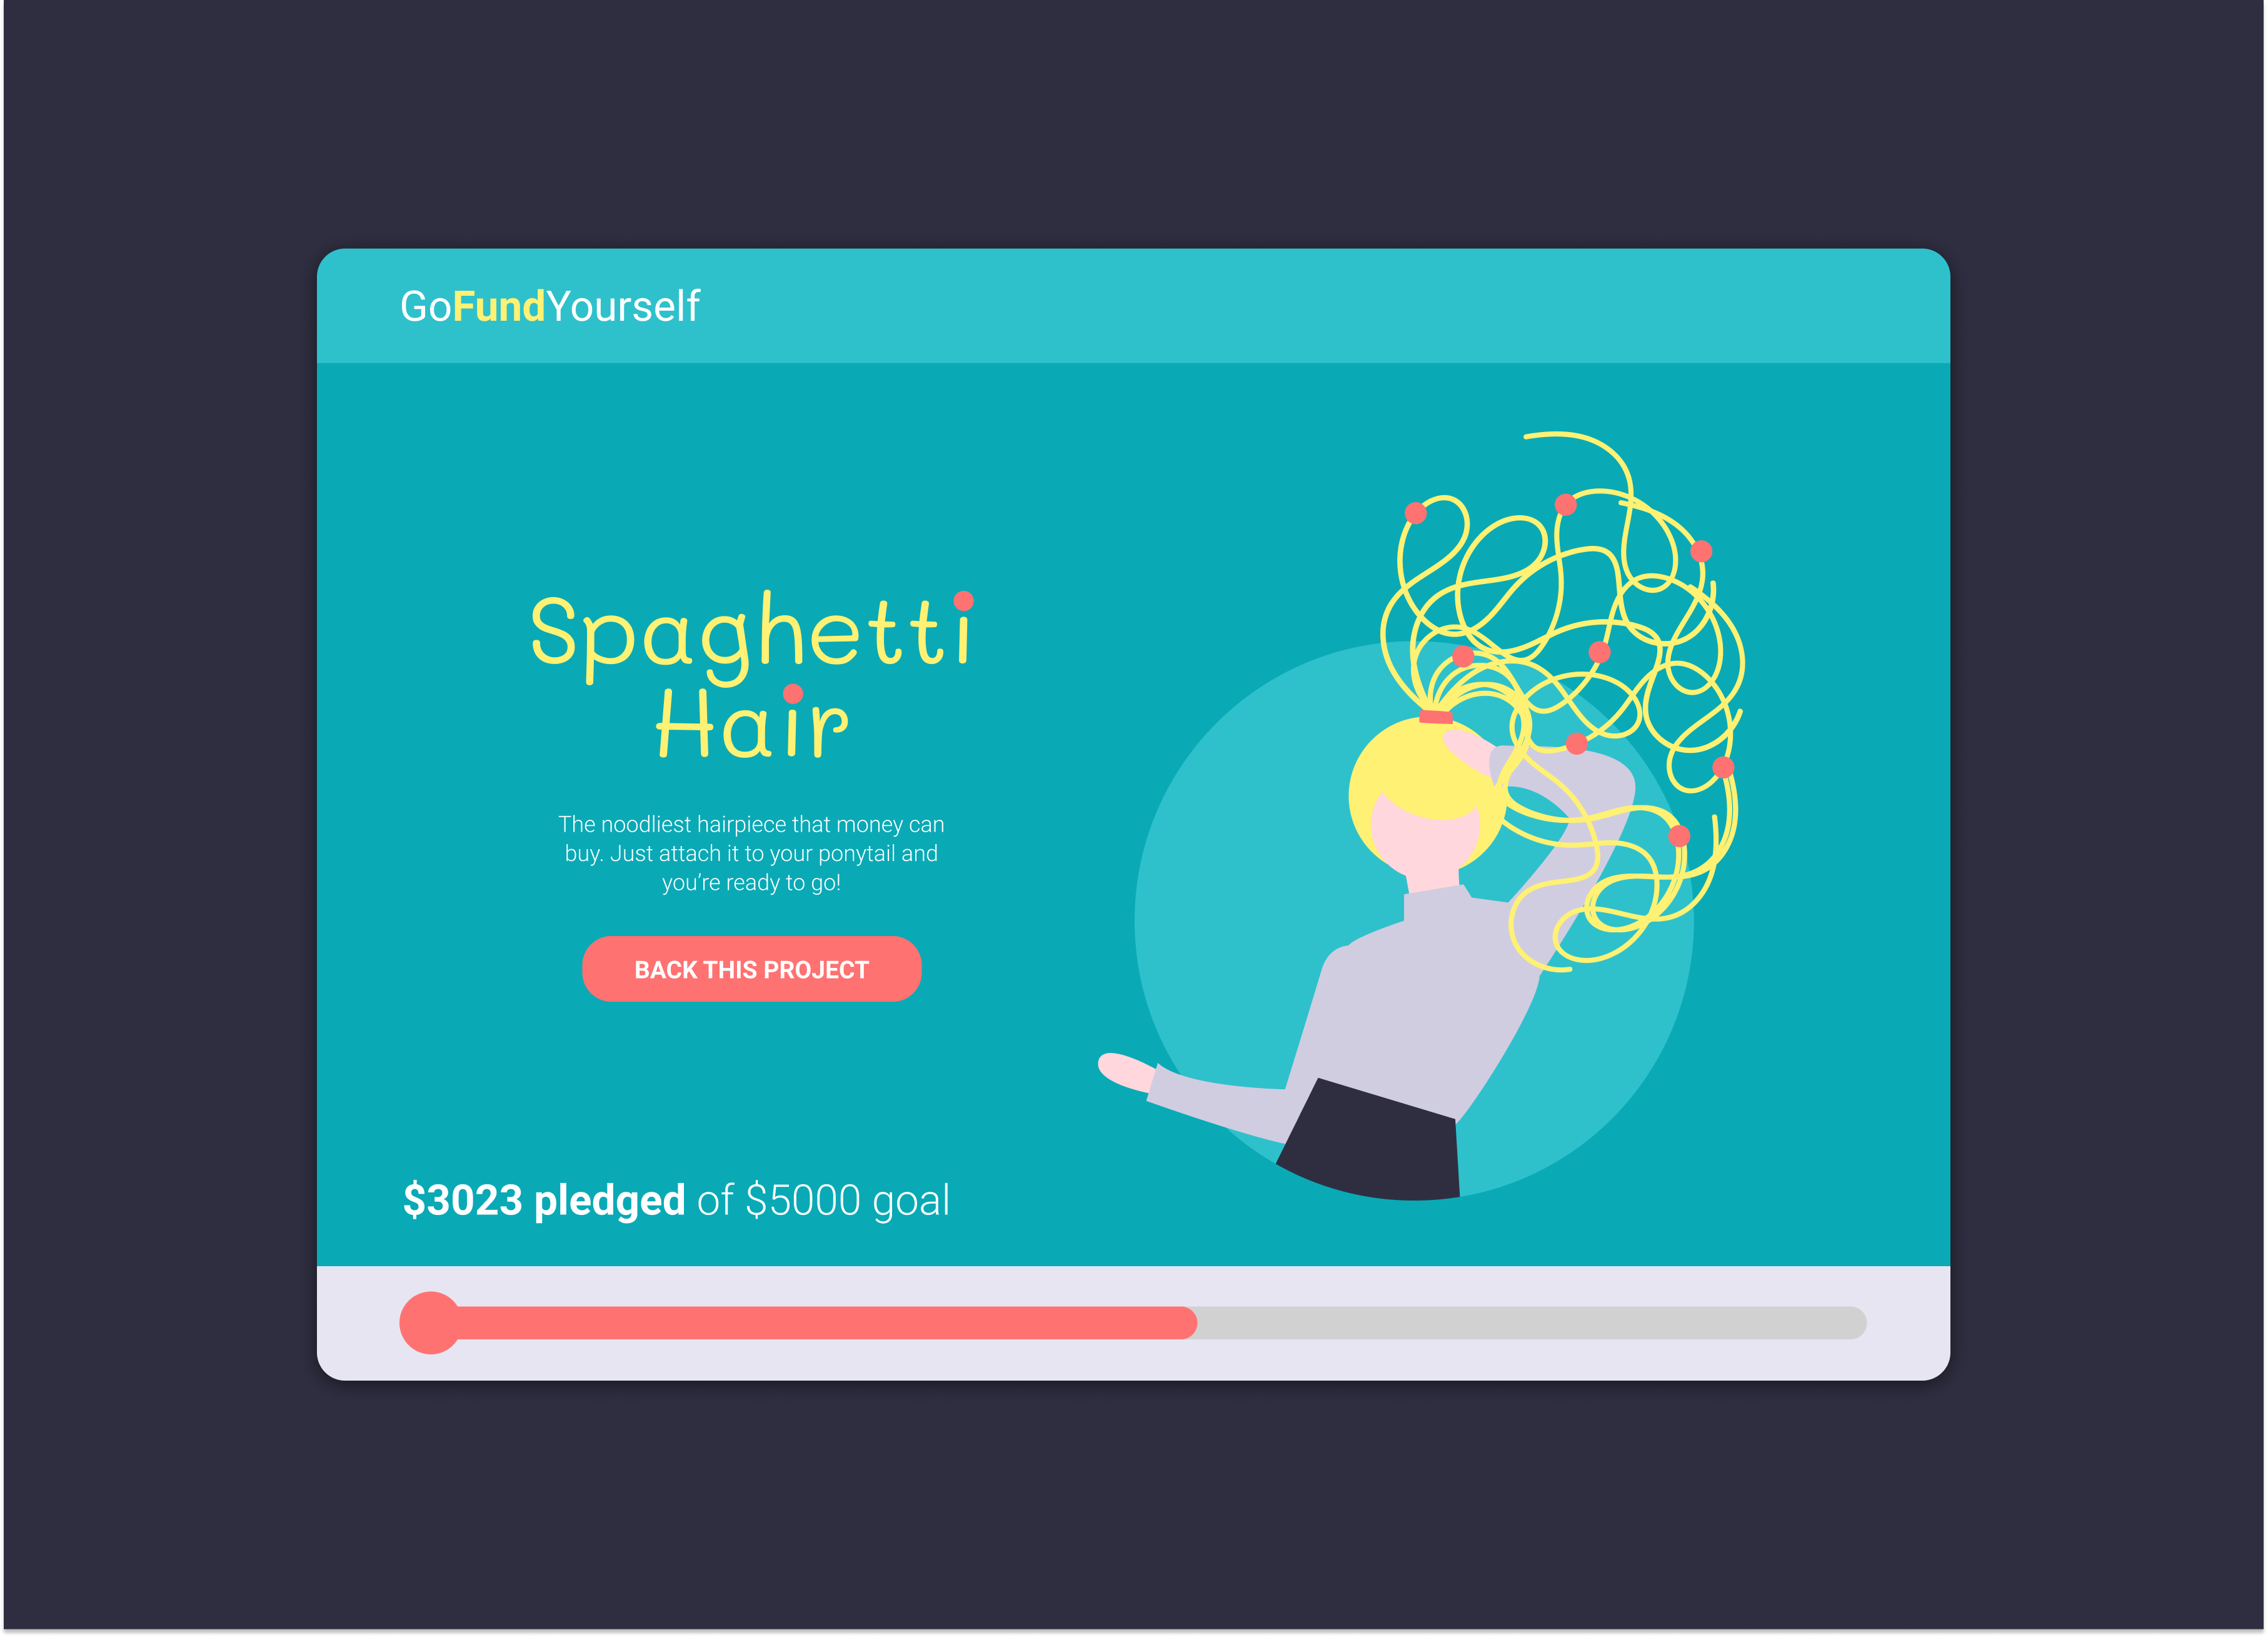 GoFundYourself
Spaghetti
Hair
The noodliest hairpiece that money can
buy. Just attach it to your ponytail and
you’re ready to go!
BACK THIS PROJECT
$3023 pledged of $5000 goal